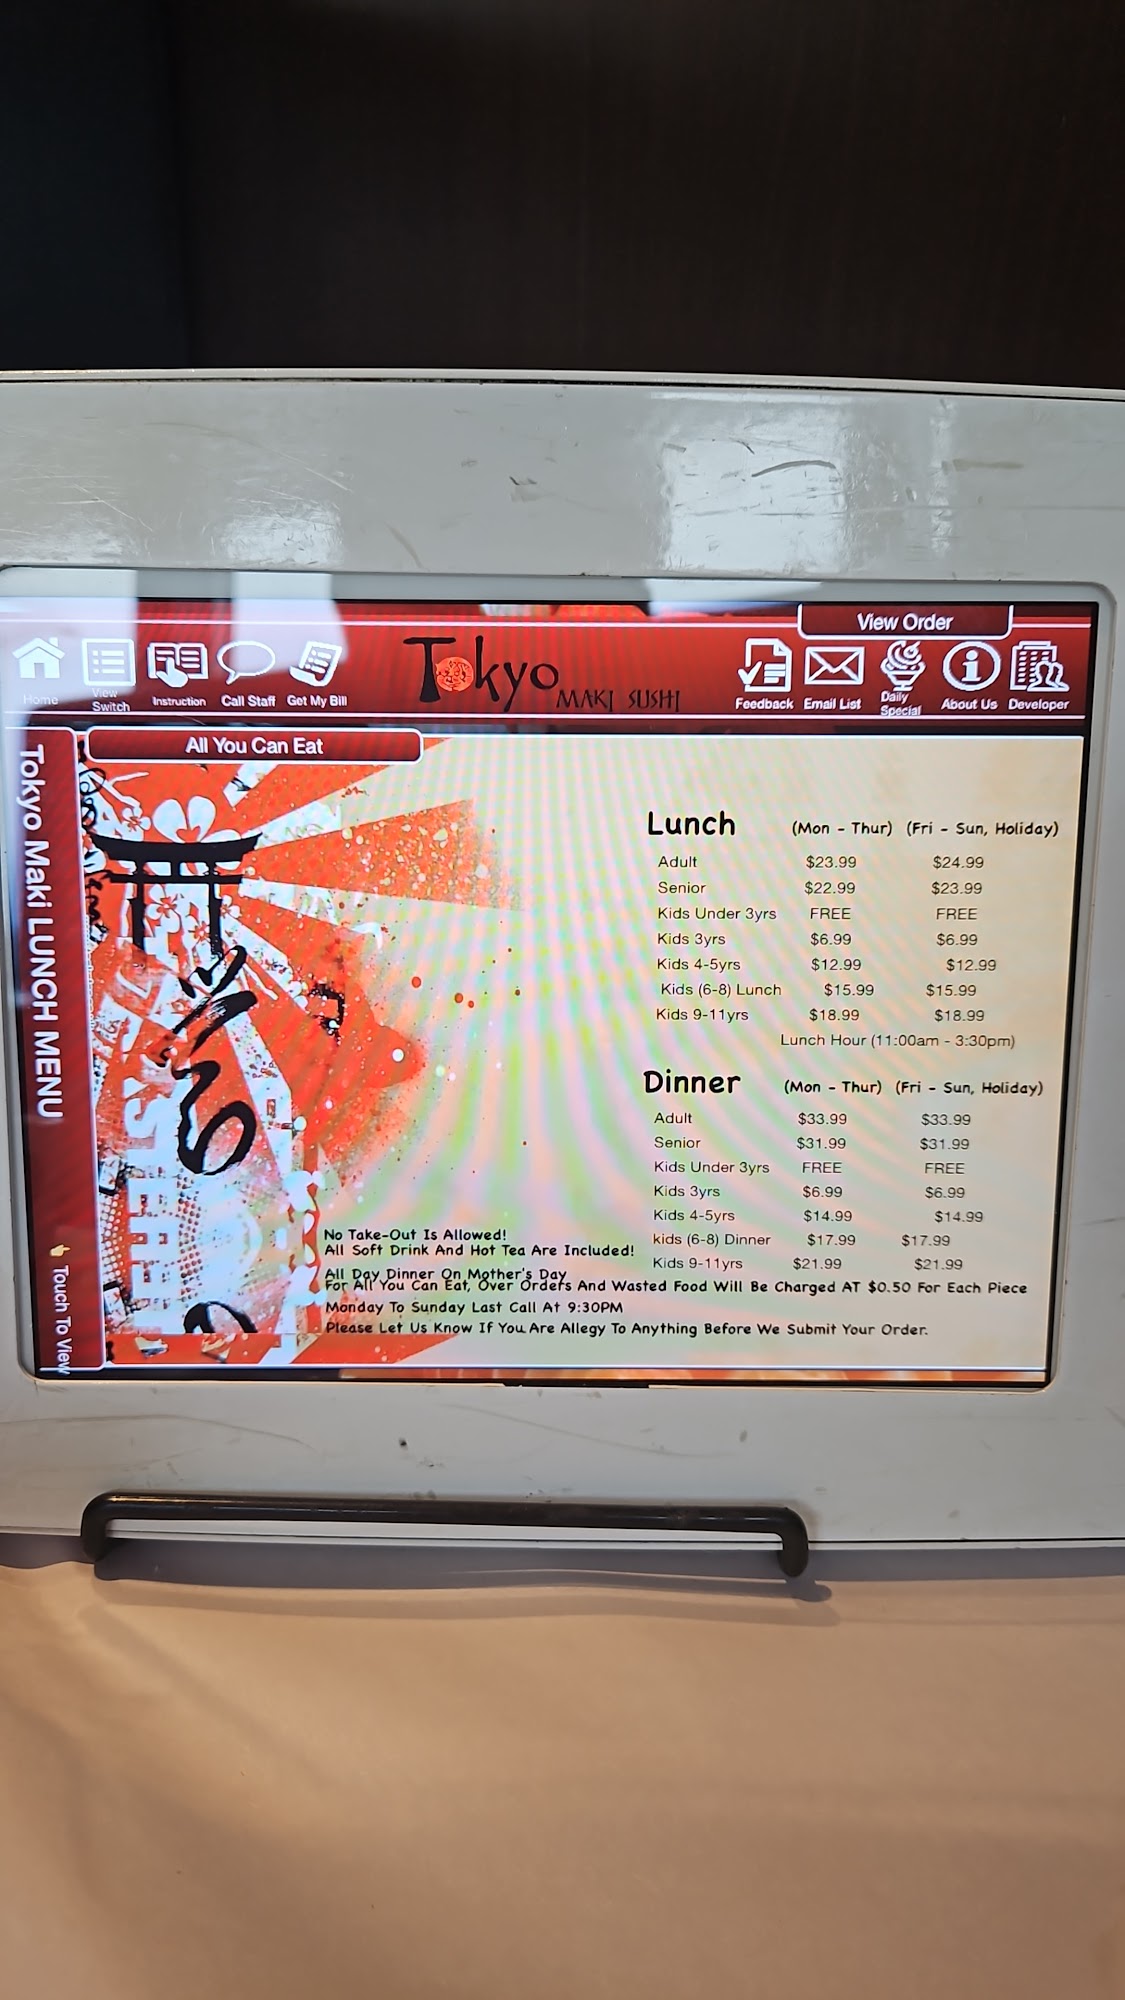 View Order
Home
View Switch
Instruction
Call Staff
Get My Bill
Tokyo MAKI SUSHI
Feedback
Email List
Daily Special
About Us
Developer
All You Can Eat
Tokyo Maki LUNCH MENU
Touch To View
Lunch (Mon - Thur) (Fri - Sun, Holiday)
Adult $23.99 $24.99
Senior $22.99 $23.99
Kids Under 3yrs FREE FREE
Kids 3yrs $6.99 $6.99
Kids 4-5yrs $12.99 $12.99
Kids (6-8) Lunch $15.99 $15.99
Kids 9-11yrs $18.99 $18.99
Lunch Hour (11:00am - 3:30pm)
Dinner (Mon - Thur) (Fri - Sun, Holiday)
Adult $33.99 $33.99
Senior $31.99 $31.99
Kids Under 3yrs FREE FREE
Kids 3yrs $6.99 $6.99
Kids 4-5yrs $14.99 $14.99
kids (6-8) Dinner $17.99 $17.99
Kids 9-11yrs $21.99 $21.99
No Take-Out Is Allowed!
All Soft Drink And Hot Tea Are Included!
All Day Dinner On Mother's Day
For All You Can Eat, Over Orders And Wasted Food Will Be Charged AT $0.50 For Each Piece
Monday To Sunday Last Call At 9:30PM
Please Let Us Know If You Are Allegy To Anything Before We Submit Your Order.